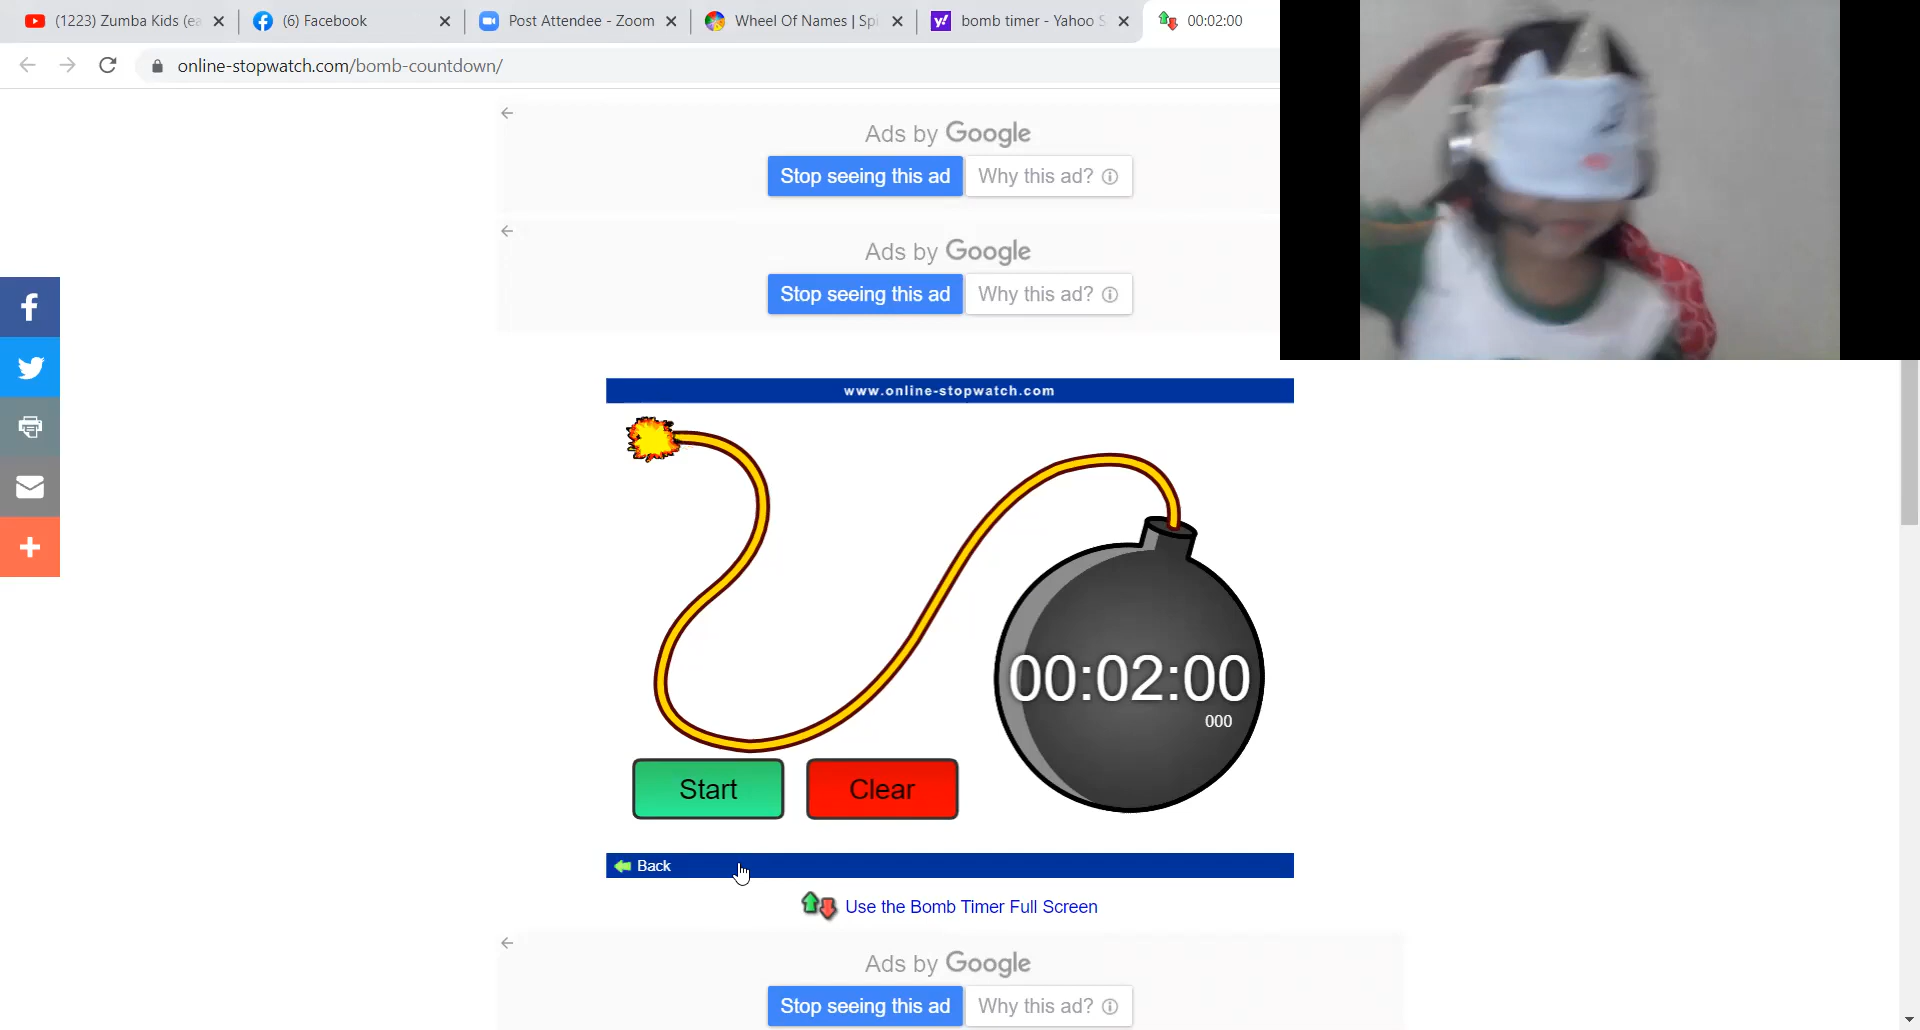 (1223) Zumba Kids (ea
(6) Facebook
Post Attendee - Zoom
Wheel Of Names | Spi
bomb timer - Yahoo S
00:02:00
online-stopwatch.com/bomb-countdown/
Ads by Google
Stop seeing this ad
Why this ad?
Ads by Google
Stop seeing this ad
Why this ad?
www.online-stopwatch.com
00:02:00
000
Start
Clear
Back
Use the Bomb Timer Full Screen
Ads by Google
Stop seeing this ad
Why this ad?